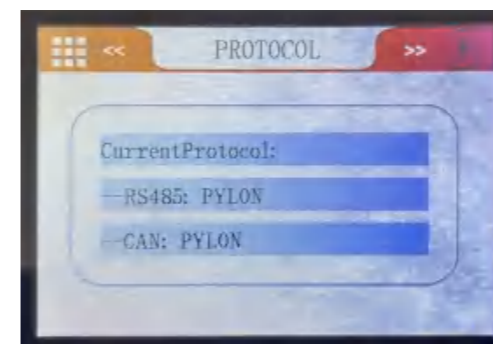 << PROTOCOL >>
CurrentProtocol:
--RS485: PYLON
--CAN: PYLON